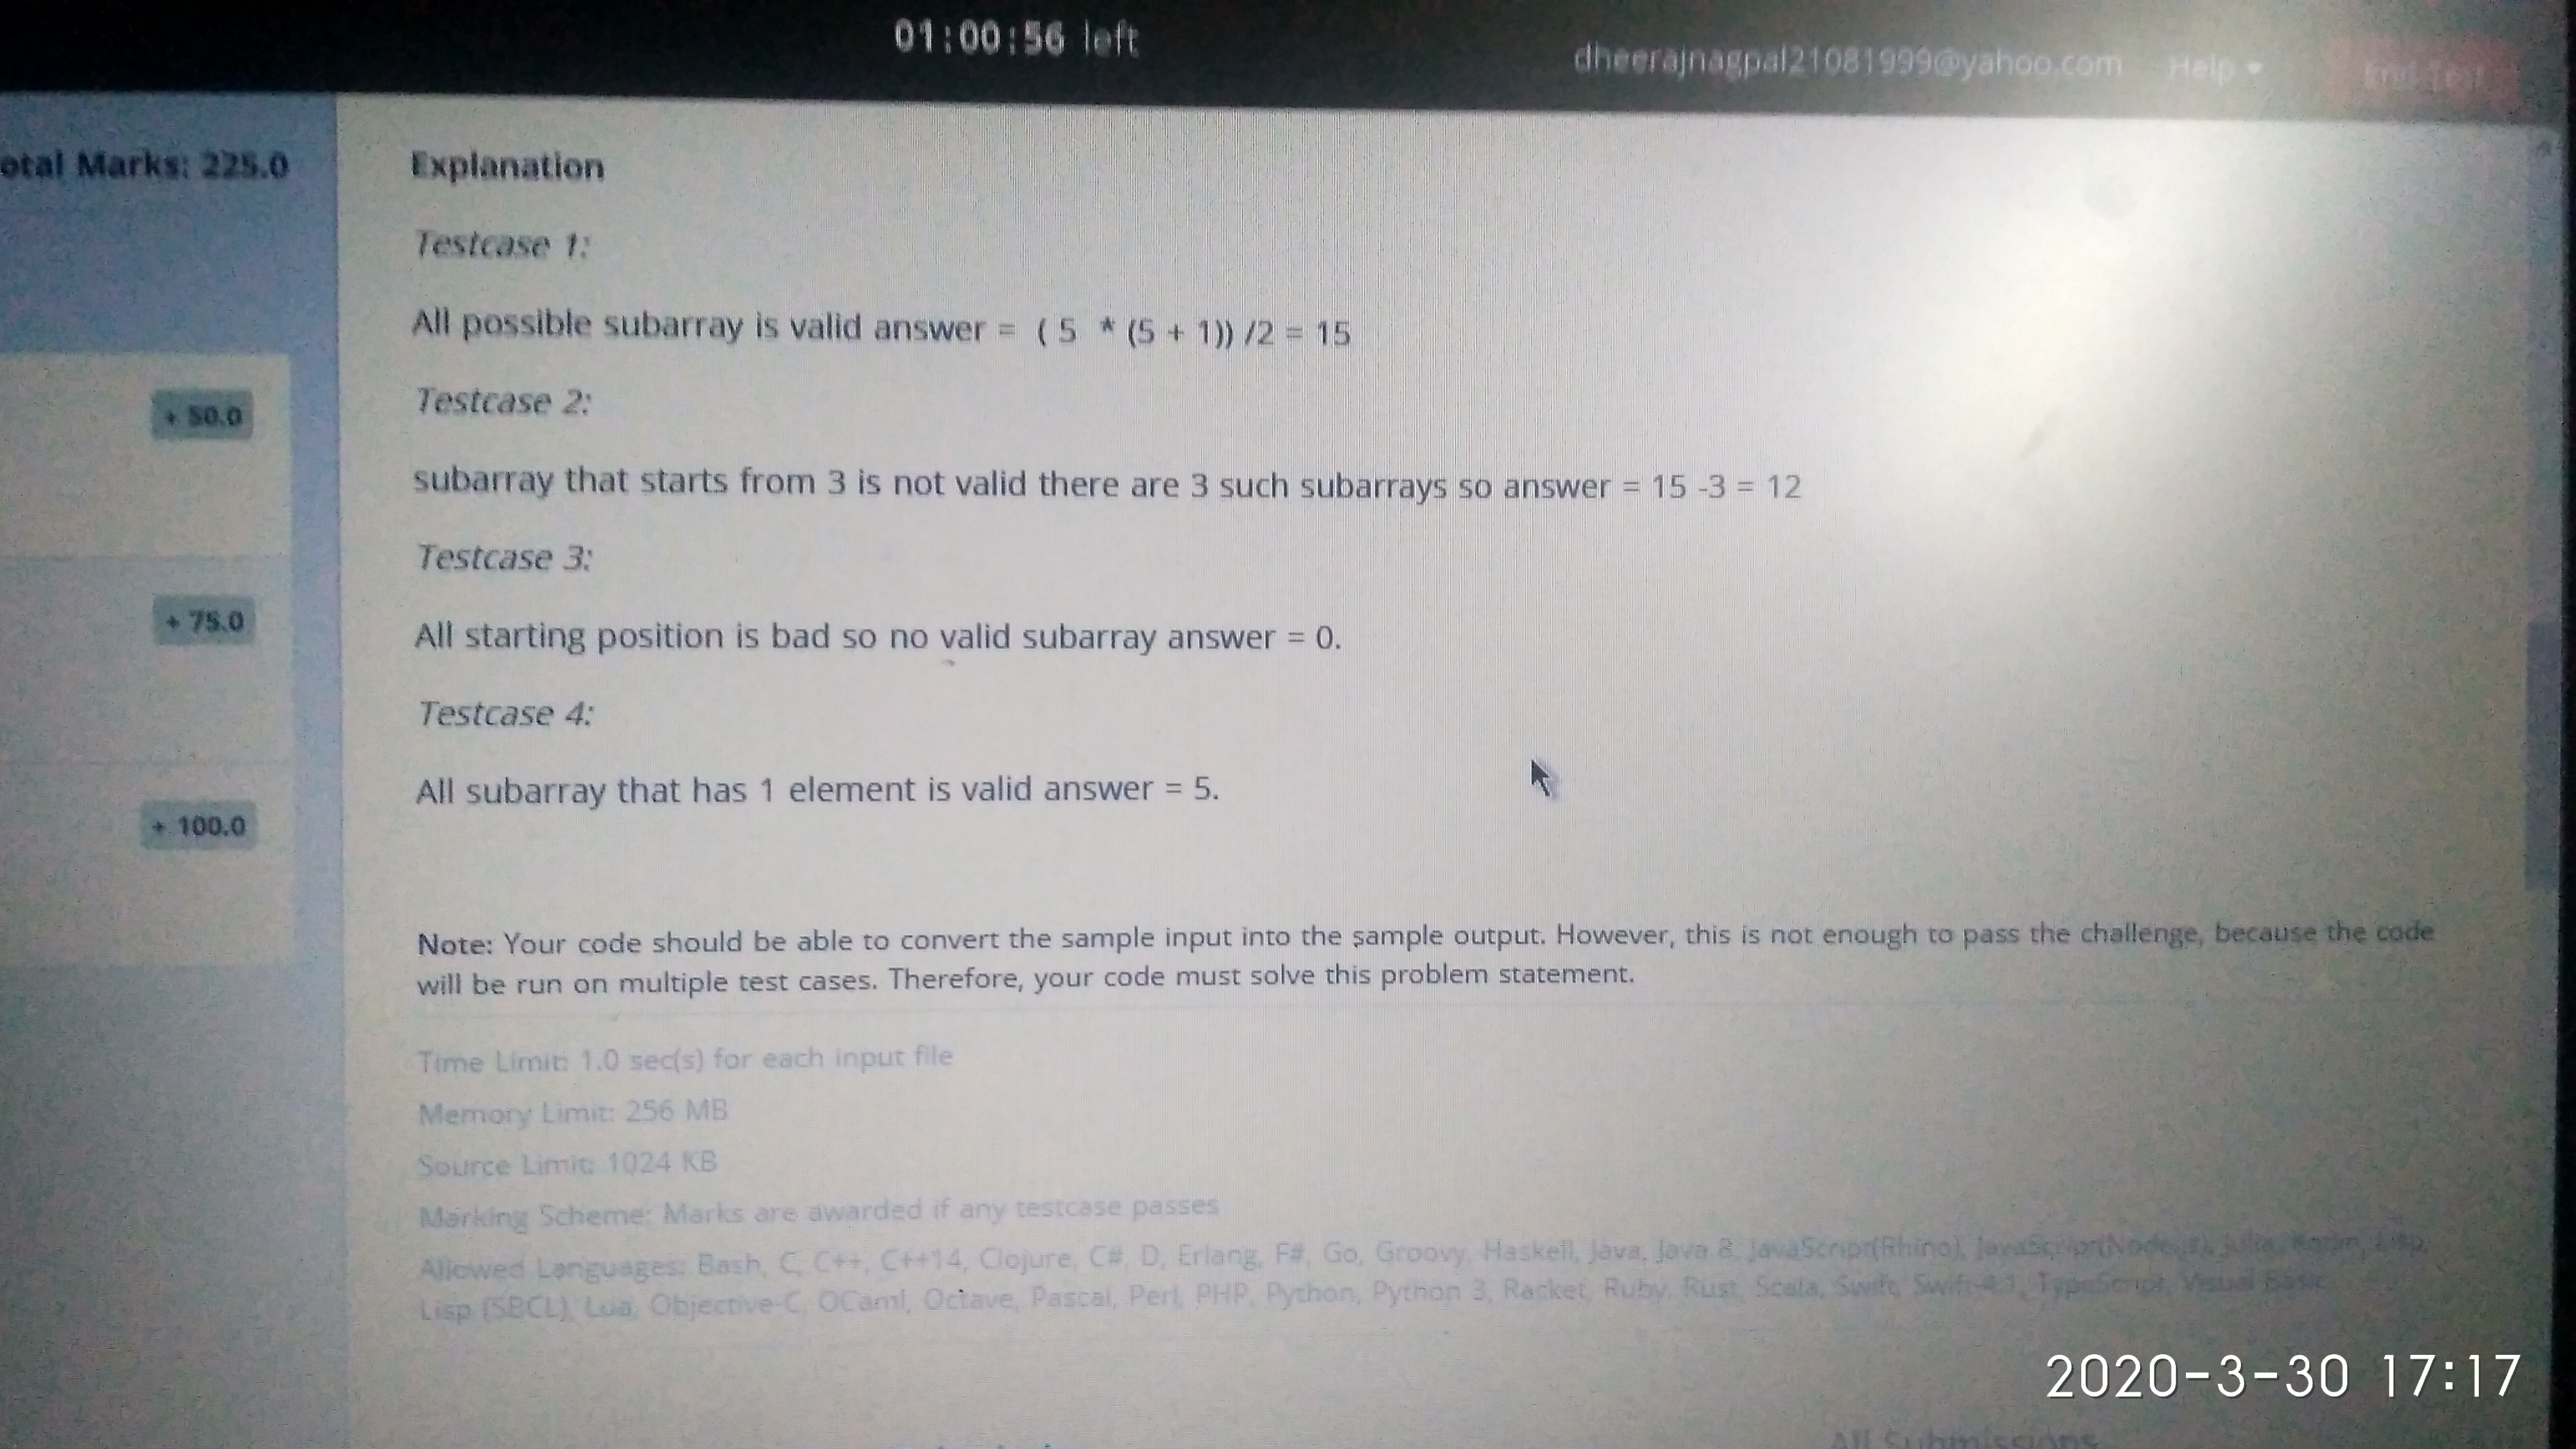 01:00:56 left
dheerajnagpal21081999@yahoo.com Help
End Test
otal Marks: 225.0
+ 50.0
+ 75.0
+ 100.0
Explanation
Testcase 1:
All possible subarray is valid answer = ( 5 * (5 + 1)) /2 = 15
Testcase 2:
subarray that starts from 3 is not valid there are 3 such subarrays so answer = 15 -3 = 12
Testcase 3:
All starting position is bad so no valid subarray answer = 0.
Testcase 4:
All subarray that has 1 element is valid answer = 5.
Note: Your code should be able to convert the sample input into the sample output. However, this is not enough to pass the challenge, because the code
will be run on multiple test cases. Therefore, your code must solve this problem statement.
Time Limit: 1.0 sec(s) for each input file
Memory Limit: 256 MB
Source Limit: 1024 KB
Marking Scheme: Marks are awarded if any testcase passes
Allowed Languages: Bash, C, C++, C++14, Clojure, C#, D, Erlang, F#, Go, Groovy, Haskell, Java, Java 8, JavaScript(Rhino), JavaScript(Node.js), Julia, Kotlin, Lisp,
Lisp (SBCL), Lua, Objective-C, OCaml, Octave, Pascal, Perl, PHP, Python, Python 3, Racket, Ruby, Rust, Scala, Swift, Swift-4.1, TypeScript, Visual Basic
All Submissions
2020-3-30 17:17